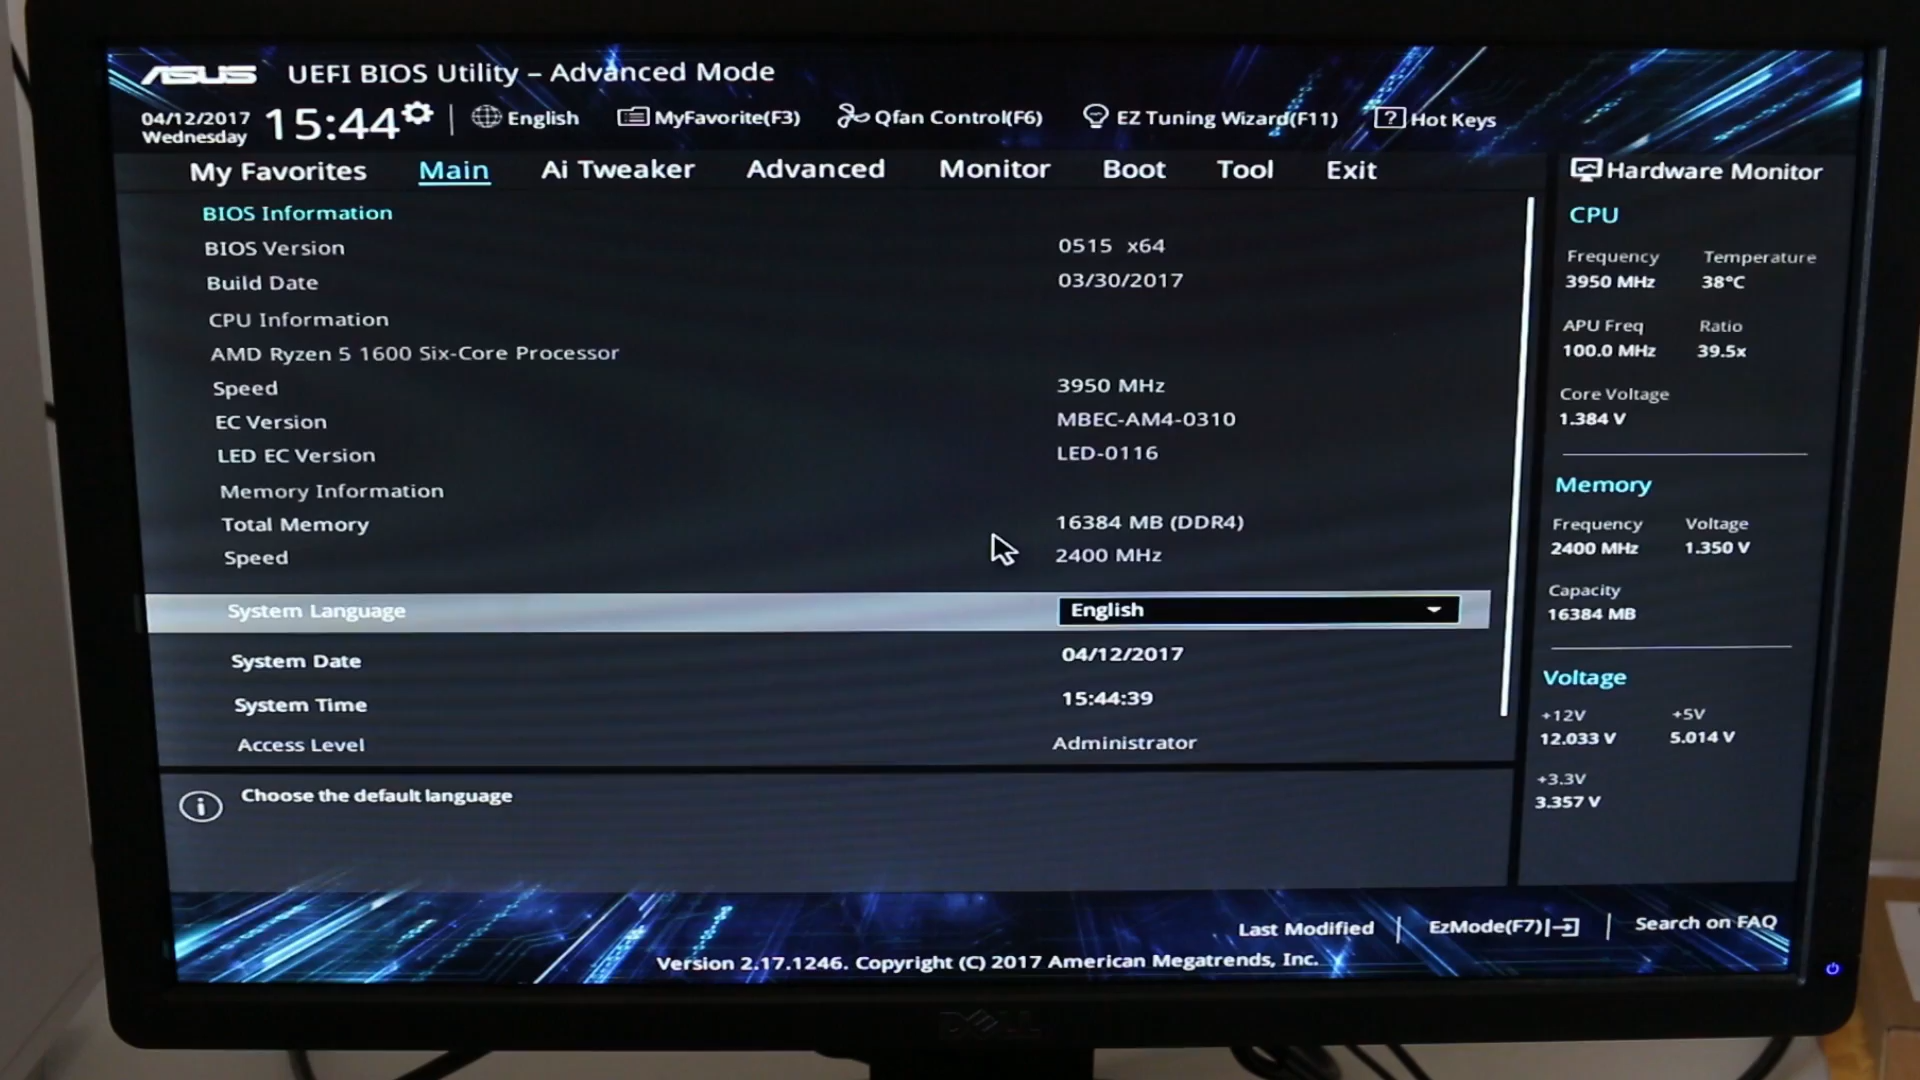 ASUS UEFI BIOS Utility – Advanced Mode
04/12/2017 Wednesday 15:44 English MyFavorite(F3) Qfan Control(F6) EZ Tuning Wizard(F11) ? Hot Keys
My Favorites Main Ai Tweaker Advanced Monitor Boot Tool Exit
BIOS Information
BIOS Version 0515 x64
Build Date 03/30/2017
CPU Information
AMD Ryzen 5 1600 Six-Core Processor
Speed 3950 MHz
EC Version MBEC-AM4-0310
LED EC Version LED-0116
Memory Information
Total Memory 16384 MB (DDR4)
Speed 2400 MHz
System Language English
System Date 04/12/2017
System Time 15:44:39
Access Level Administrator
i Choose the default language
Hardware Monitor
CPU
Frequency Temperature
3950 MHz 38°C
APU Freq Ratio
100.0 MHz 39.5x
Core Voltage
1.384 V
Memory
Frequency Voltage
2400 MHz 1.350 V
Capacity
16384 MB
Voltage
+12V +5V
12.033 V 5.014 V
+3.3V
3.357 V
Last Modified EzMode(F7) Search on FAQ
Version 2.17.1246. Copyright (C) 2017 American Megatrends, Inc.
DELL